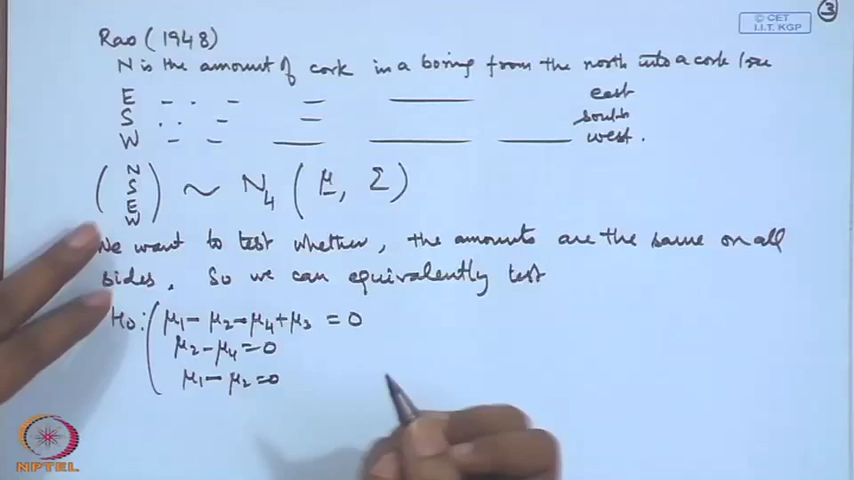 3
© CET
I.I.T. KGP
Rao (1948)
N is the amount of cork in a boring from the north into a cork tree
E - . - — — east
S . . - — south
W - - — — — west.
(N S E W) ~ N4 (μ, Σ)
We want to test whether, the amounts are the same on all
sides. So we can equivalently test
H0: μ1 - μ2 - μ4 + μ3 = 0
μ2 - μ4 = 0
μ1 - μ2 = 0
NPTEL